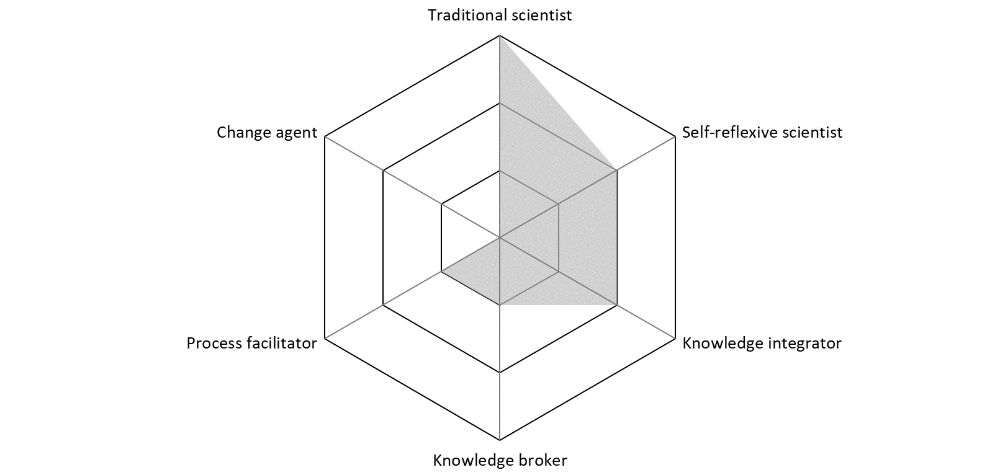 Traditional scientist
Change agent
Self-reflexive scientist
Process facilitator
Knowledge integrator
Knowledge broker